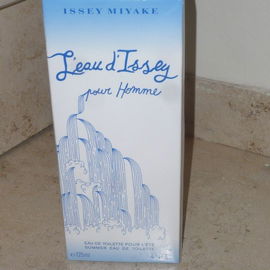 ISSEY MIYAKE
L'eau d'Issey
pour Homme
EAU DE TOILETTE POUR L'ÉTÉ
SUMMER EAU DE TOILETTE
125ml